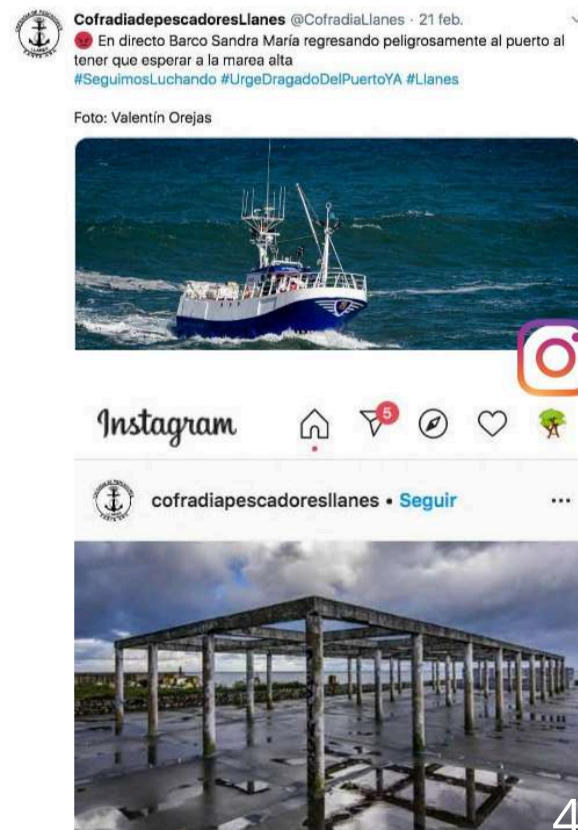 CofradiadepescadoresLlanes @CofradiaLlanes · 21 feb.
En directo Barco Sandra María regresando peligrosamente al puerto al
tener que esperar a la marea alta
#SeguimosLuchando #UrgeDragadoDelPuertoYA #Llanes
Foto: Valentín Orejas
Instagram
5
cofradiapescadoresllanes • Seguir
4